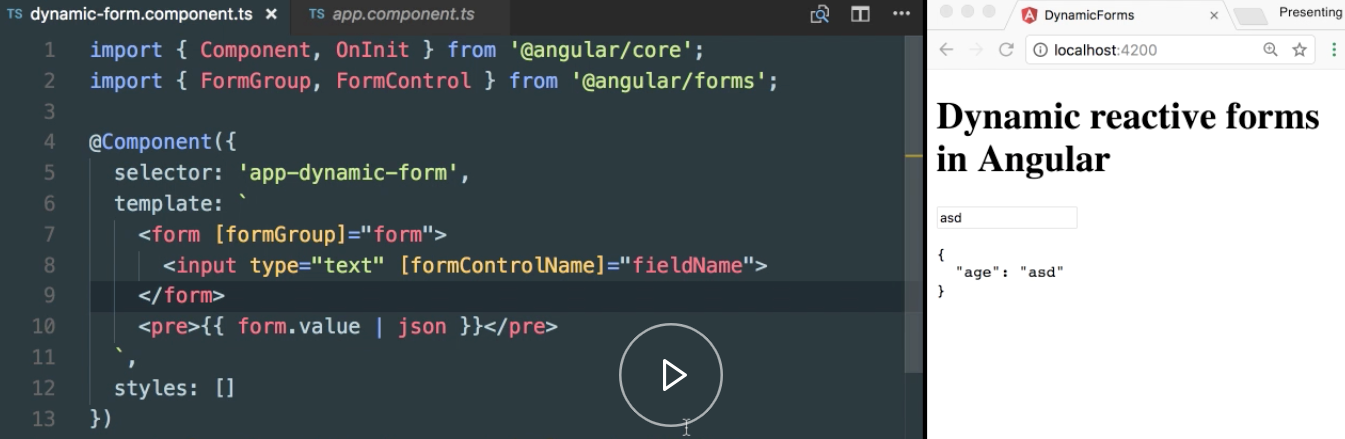 TS dynamic-form.component.ts × TS app.component.ts
1 import { Component, OnInit } from '@angular/core';
2 import { FormGroup, FormControl } from '@angular/forms';
3
4 @Component({
5 selector: 'app-dynamic-form',
6 template: `
7 <form [formGroup]="form">
8 <input type="text" [formControlName]="fieldName">
9 </form>
10 <pre>{{ form.value | json }}</pre>
11 `,
12 styles: []
13 })
DynamicForms × Presenting
localhost:4200
Dynamic reactive forms
in Angular
asd
{
"age": "asd"
}